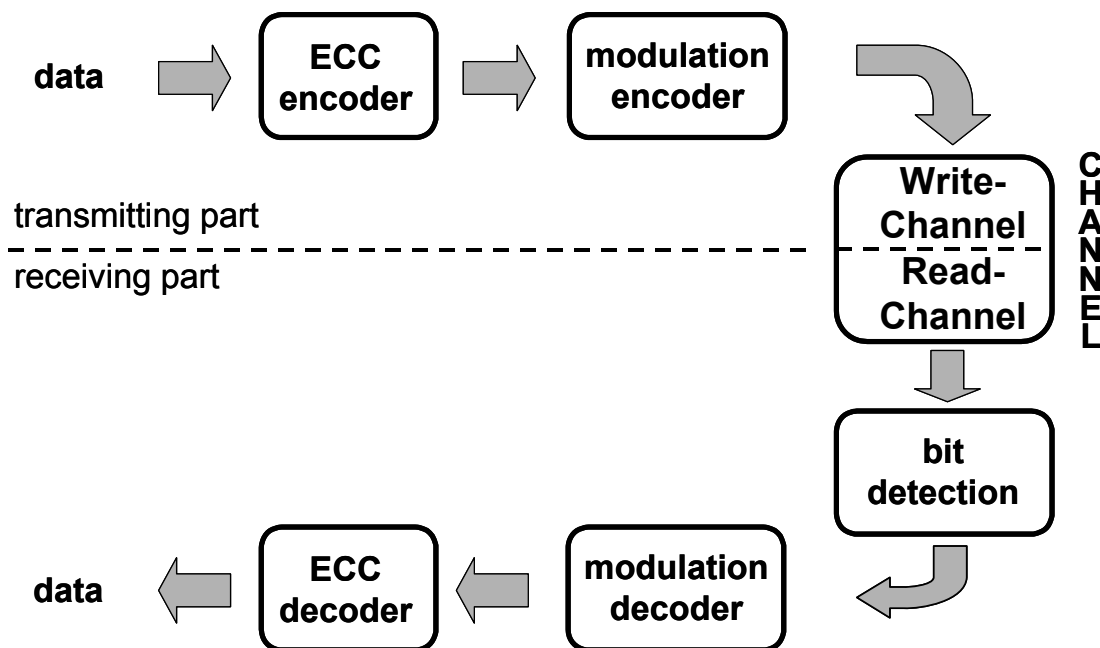 data
ECC
encoder
modulation
encoder
Write-
Channel
Read-
Channel
CHANNEL
transmitting part
receiving part
bit
detection
modulation
decoder
ECC
decoder
data